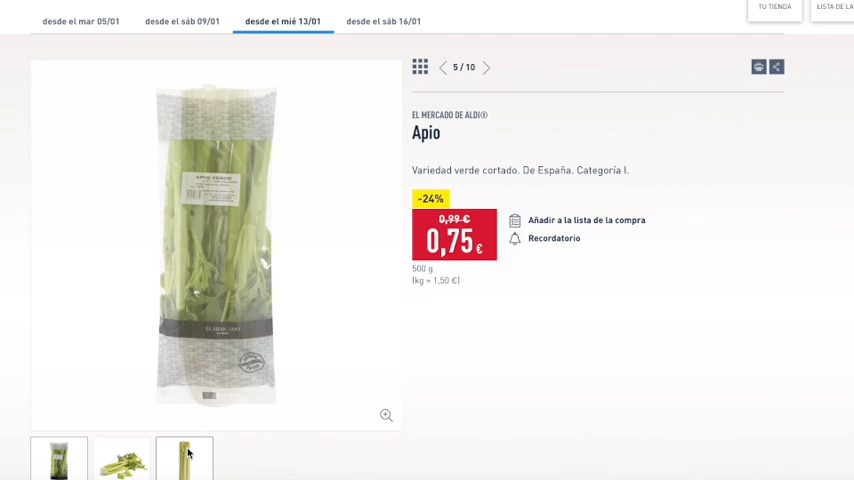 desde el mar 05/01
desde el sáb 09/01
desde el mié 13/01
desde el sáb 16/01
TU TIENDA
LISTA DE LA
5 / 10
EL MERCADO DE ALDI®
Apio
Variedad verde cortado. De España. Categoría I.
-24%
0,99 €
0,75 €
Añadir a la lista de la compra
Recordatorio
500 g
(kg = 1,50 €)
APIO VERDE
EL MERCADO